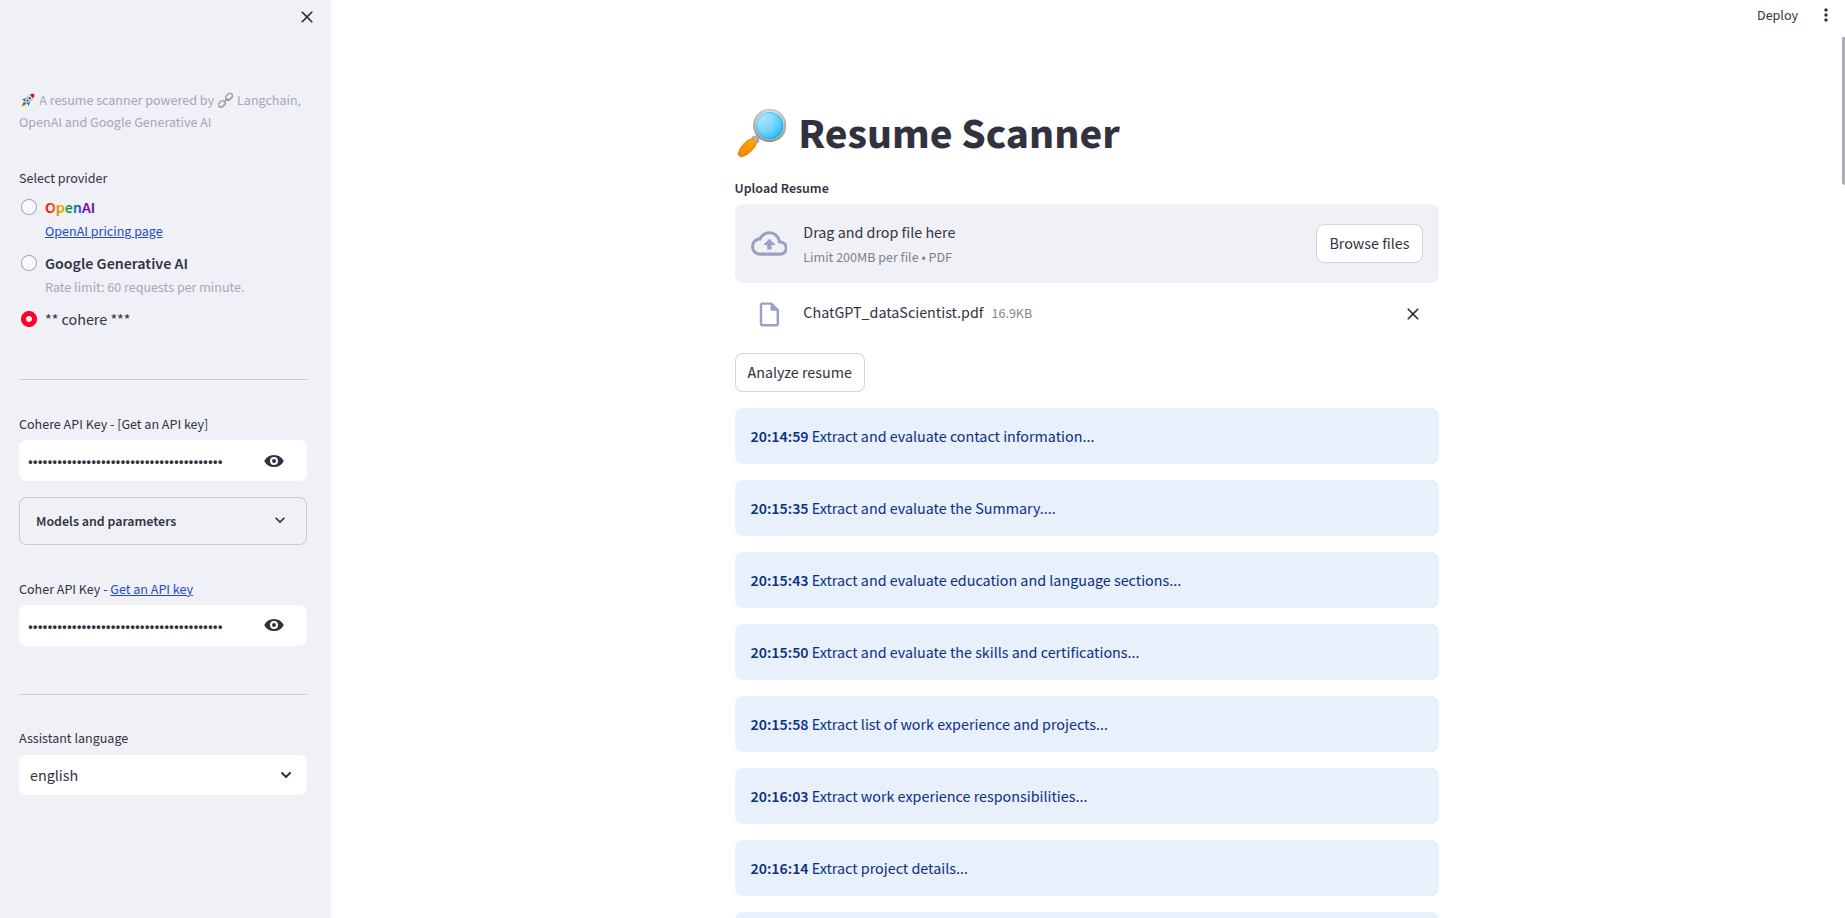 Deploy
A resume scanner powered by Langchain,
OpenAI and Google Generative AI
Select provider
OpenAI
OpenAI pricing page
Google Generative AI
Rate limit: 60 requests per minute.
** cohere ***
Cohere API Key - [Get an API key]
••••••••••••••••••••••••••••••••••••••••
Models and parameters
Coher API Key - Get an API key
••••••••••••••••••••••••••••••••••••••••
Assistant language
english
Resume Scanner
Upload Resume
Drag and drop file here
Limit 200MB per file • PDF
Browse files
ChatGPT_dataScientist.pdf 16.9KB
Analyze resume
20:14:59 Extract and evaluate contact information...
20:15:35 Extract and evaluate the Summary....
20:15:43 Extract and evaluate education and language sections...
20:15:50 Extract and evaluate the skills and certifications...
20:15:58 Extract list of work experience and projects...
20:16:03 Extract work experience responsibilities...
20:16:14 Extract project details...